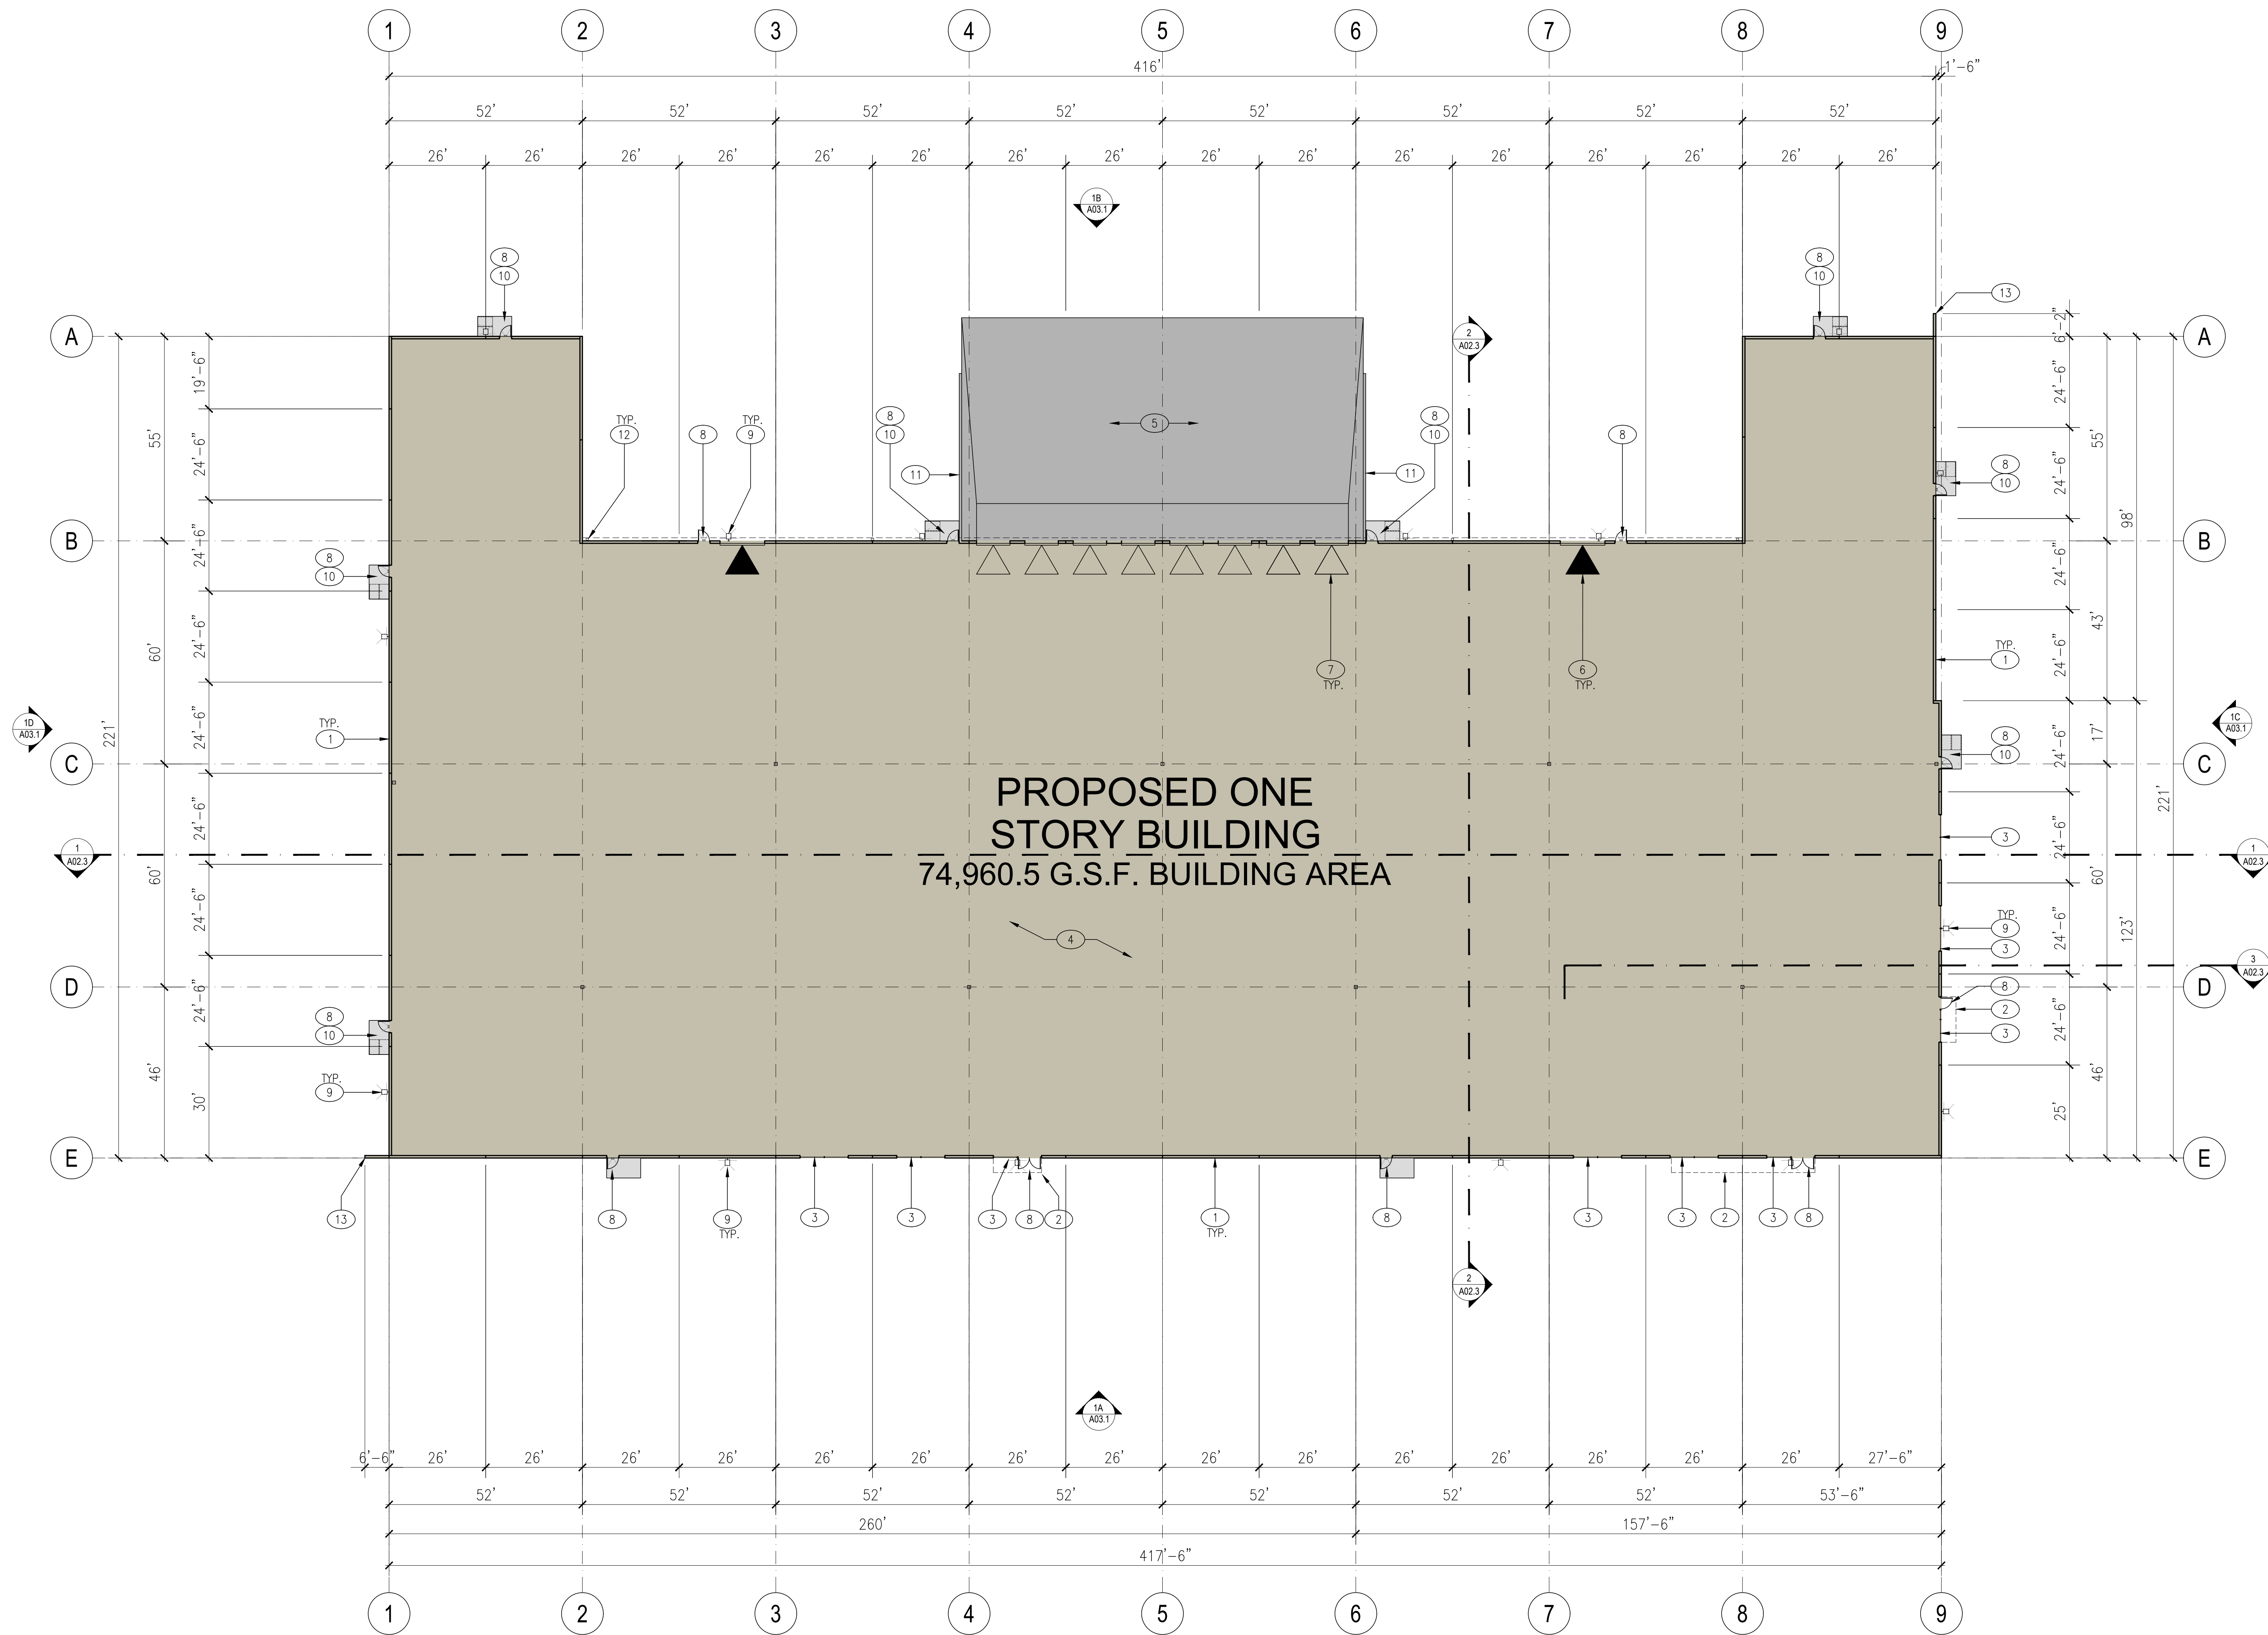 1 2 3 4 5 6 7 8 9
416' 1'-6"
52' 52' 52' 52' 52' 52' 52' 52'
26' 26' 26' 26' 26' 26' 26' 26' 26' 26' 26' 26' 26' 26' 26' 26'
1B
A03.1
8
10
8
10
13
6'-2"
A
2
A02.3
A
19'-6"
24'-6"
55'
TYP.
12
8
TYP.
9
8
10
11
5
11
8
10
8
24'-6"
55'
8
10
24'-6"
98'
B
B
24'-6"
8
10
24'-6"
24'-6"
60'
43'
7
TYP.
6
TYP.
24'-6"
TYP.
1
1D
A03.1
221'
TYP.
1
24'-6"
8
10
24'-6"
17'
1C
A03.1
C
C
PROPOSED ONE
STORY BUILDING
74,960.5 G.S.F. BUILDING AREA
221'
24'-6"
3
24'-6"
1
A02.3
1
A02.3
60'
60'
24'-6"
4
TYP.
9
3
24'-6"
123'
3
A02.3
D
D
24'-6"
8
10
8
2
3
24'-6"
46'
46'
TYP.
9
30'
25'
E
E
13
8
9
TYP.
3
3
3
8
2
1
TYP.
8
3
3
2
3
8
2
A02.3
1A
A03.1
6'-6" 26' 26' 26' 26' 26' 26' 26' 26' 26' 26' 26' 26' 26' 26' 26' 27'-6"
52' 52' 52' 52' 52' 52' 52' 53'-6"
260' 157'-6"
417'-6"
1 2 3 4 5 6 7 8 9